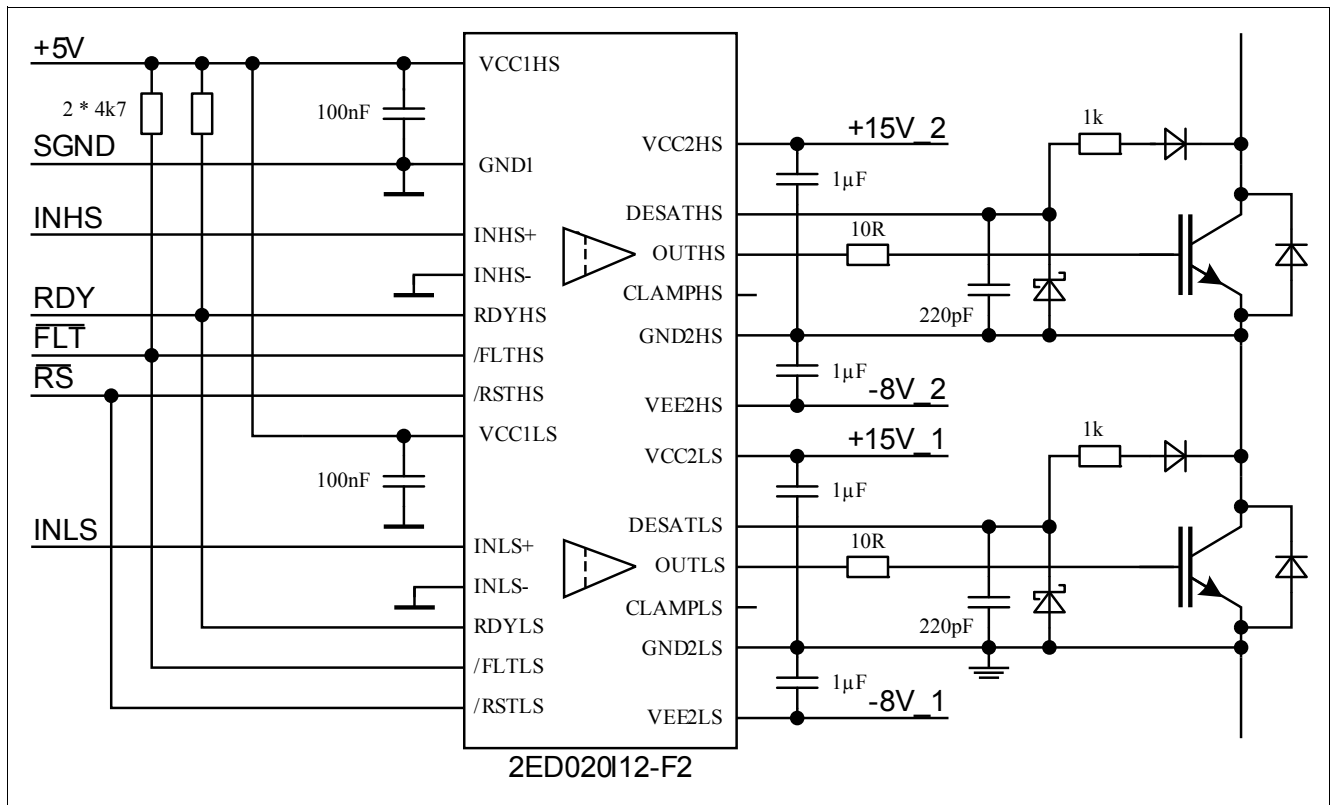 +5V
2 * 4k7
100nF
SGND
INHS
RDY
FLT
RS
100nF
INLS
VCC1HS
GND1
INHS+
INHS-
RDYHS
/FLTHS
/RSTHS
VCC1LS
INLS+
INLS-
RDYLS
/FLTLS
/RSTLS
VCC2HS
DESATHS
OUTHS
CLAMPHS
GND2HS
VEE2HS
VCC2LS
DESATLS
OUTLS
CLAMPLS
GND2LS
VEE2LS
+15V_2
1µF
10R
1k
220pF
1µF
-8V_2
+15V_1
1µF
10R
1k
220pF
1µF
-8V_1
2ED020I12-F2